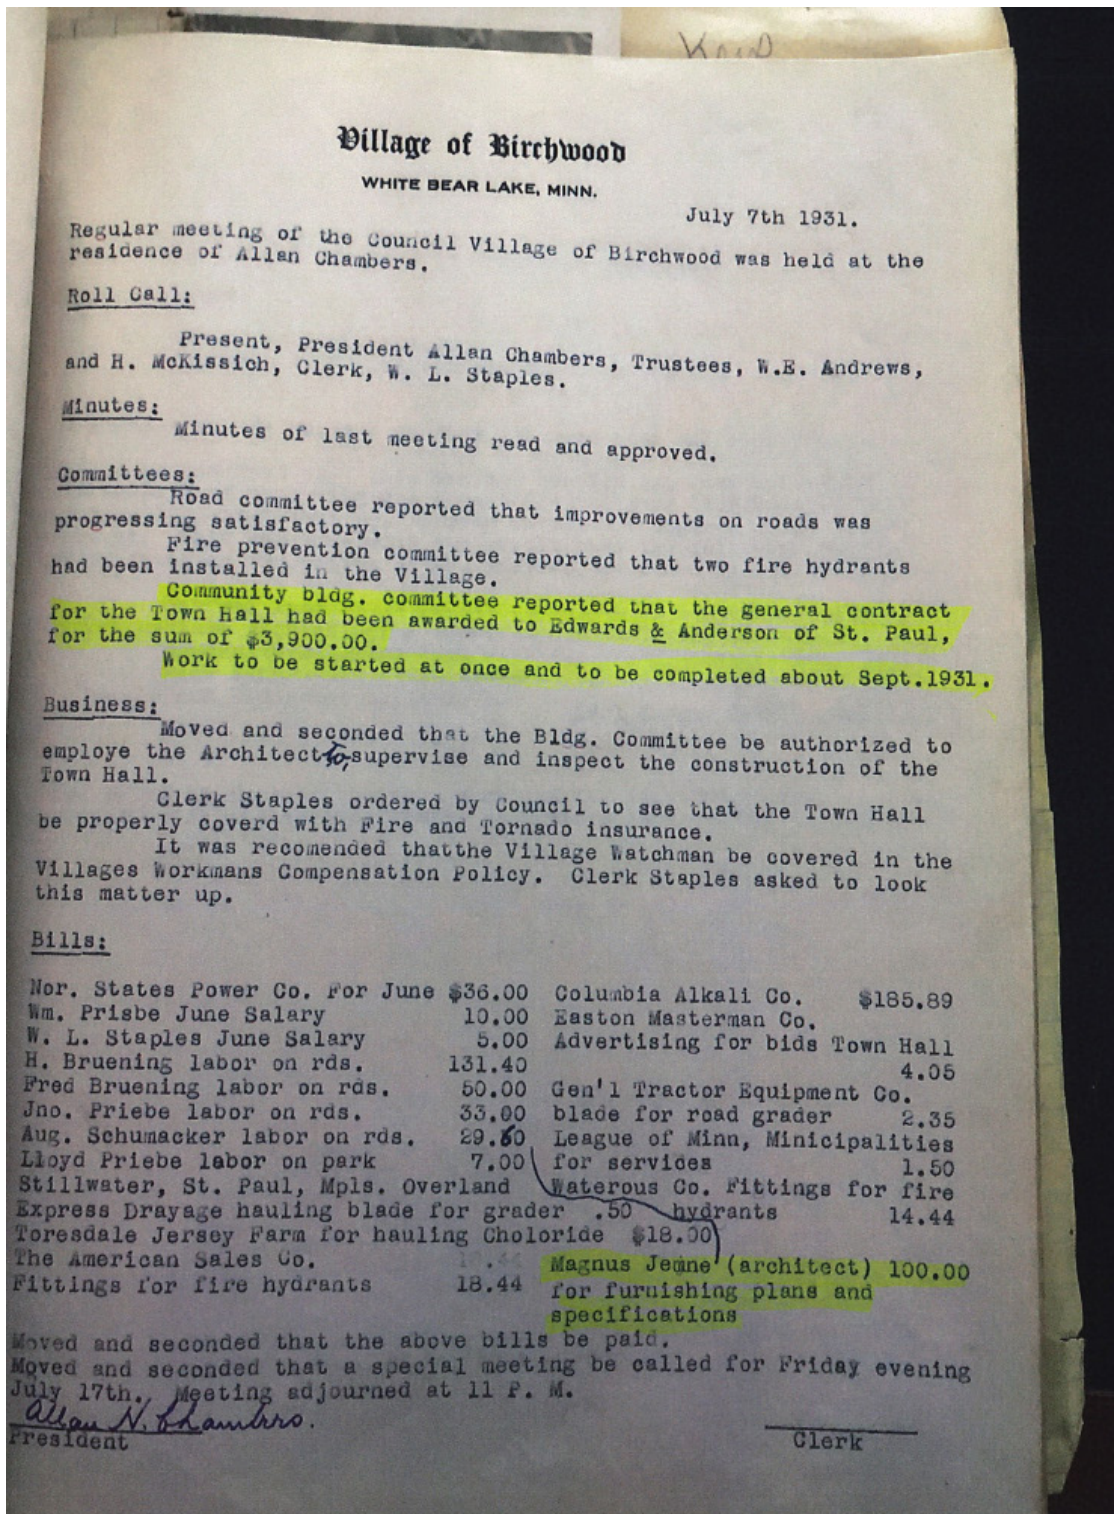 Village of Birchwood
WHITE BEAR LAKE, MINN.
July 7th 1931.
Regular meeting of the Council Village of Birchwood was held at the
residence of Allan Chambers.
Roll Call:
Present, President Allan Chambers, Trustees, W.E. Andrews,
and H. McKissich, Clerk, W. L. Staples.
Minutes:
Minutes of last meeting read and approved.
Committees:
Road committee reported that improvements on roads was
progressing satisfactory.
Fire prevention committee reported that two fire hydrants
had been installed in the Village.
Community bldg. committee reported that the general contract
for the Town Hall had been awarded to Edwards & Anderson of St. Paul,
for the sum of $3,900.00.
Work to be started at once and to be completed about Sept.1931.
Business:
Moved and seconded that the Bldg. Committee be authorized to
employe the Architect to supervise and inspect the construction of the
Town Hall.
Clerk Staples ordered by Council to see that the Town Hall
be properly coverd with Fire and Tornado insurance.
It was recomended thatthe Village Watchman be covered in the
Villages Workmans Compensation Policy. Clerk Staples asked to look
this matter up.
Bills:
Nor. States Power Co. For June $36.00
Wm. Prisbe June Salary 10.00
W. L. Staples June Salary 5.00
H. Bruening labor on rds. 131.40
Fred Bruening labor on rds. 50.00
Jno. Priebe labor on rds. 33.00
Aug. Schumacker labor on rds. 29.60
Lloyd Priebe labor on park 7.00
Stillwater, St. Paul, Mpls. Overland
Express Drayage hauling blade for grader .50
Toresdale Jersey Farm for hauling Choloride $18.00
The American Sales Co.
Fittings for fire hydrants 18.44
Columbia Alkali Co. $185.89
Easton Masterman Co.
Advertising for bids Town Hall
4.05
Gen'l Tractor Equipment Co.
blade for road grader 2.35
League of Minn, Minicipalities
for services 1.50
Waterous Co. Fittings for fire
hydrants 14.44
Magnus Jemne (architect) 100.00
for furnishing plans and
specifications
Moved and seconded that the above bills be paid.
Moved and seconded that a special meeting be called for Friday evening
July 17th. Meeting adjourned at 11 P. M.
Allan N. Chambers.
President
Clerk